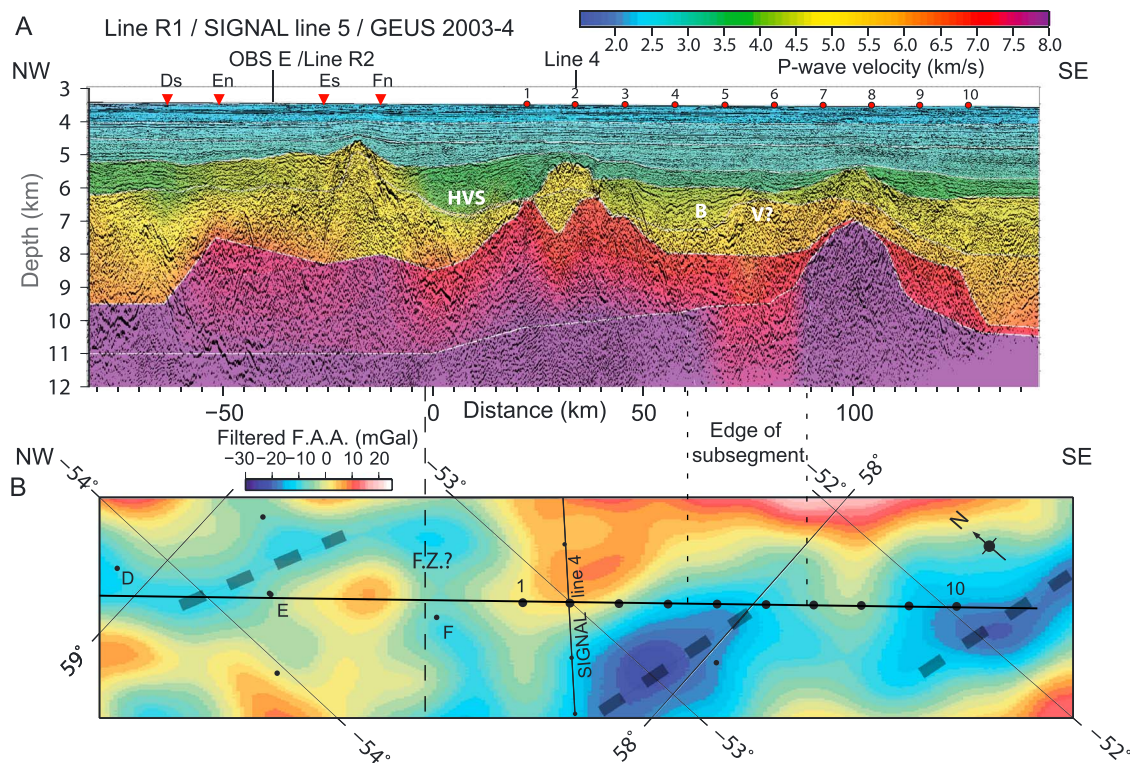 A Line R1 / SIGNAL line 5 / GEUS 2003-4
2.0 2.5 3.0 3.5 4.0 4.5 5.0 5.5 6.0 6.5 7.0 7.5 8.0
P-wave velocity (km/s)
NW OBS E /Line R2 Line 4 SE
Ds En Es Fn 1 2 3 4 5 6 7 8 9 10
3
4
5
6
7
8
9
10
11
12
Depth (km)
HVS B V?
−50 0 Distance (km) 50 100
Filtered F.A.A. (mGal)
−30 −20 −10 0 10 20
Edge of
subsegment
NW SE
B −54° −53° −52° 58°
N
D E F F.Z.? 1 10
SIGNAL line 4
59° −54° 58° −53° −52°